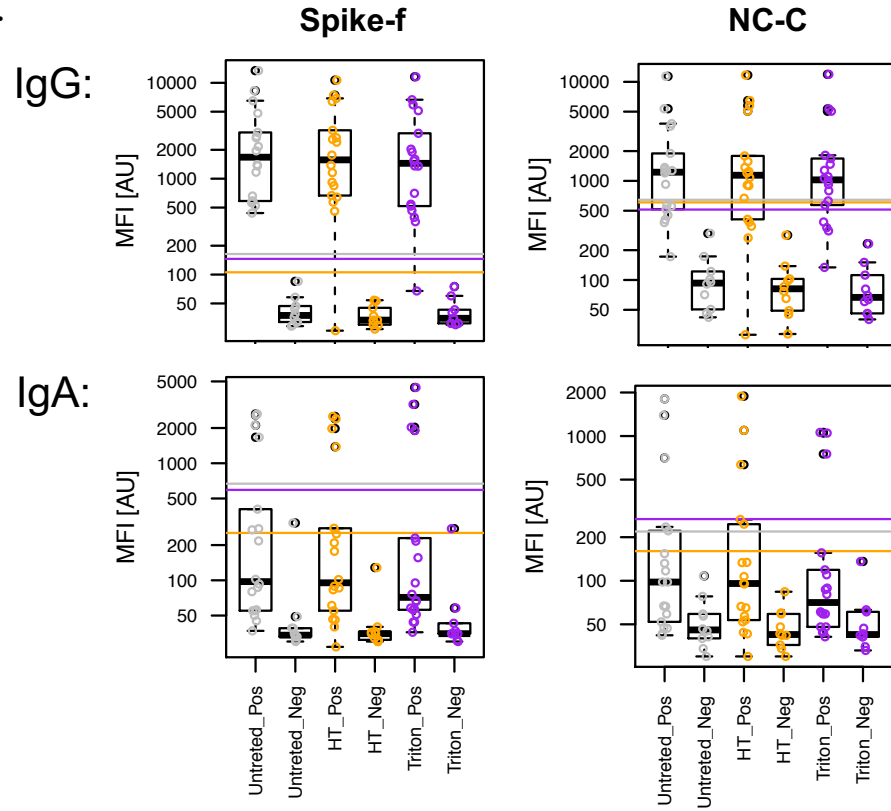 Spike-f
NC-C
IgG:
MFI [AU]
10000
5000
2000
1000
500
200
100
50
MFI [AU]
10000
5000
2000
1000
500
200
100
50
IgA:
MFI [AU]
5000
2000
1000
500
200
100
50
MFI [AU]
2000
1000
500
200
100
50
Untreted_Pos
Untreted_Neg
HT_Pos
HT_Neg
Triton_Pos
Triton_Neg
Untreted_Pos
Untreted_Neg
HT_Pos
HT_Neg
Triton_Pos
Triton_Neg